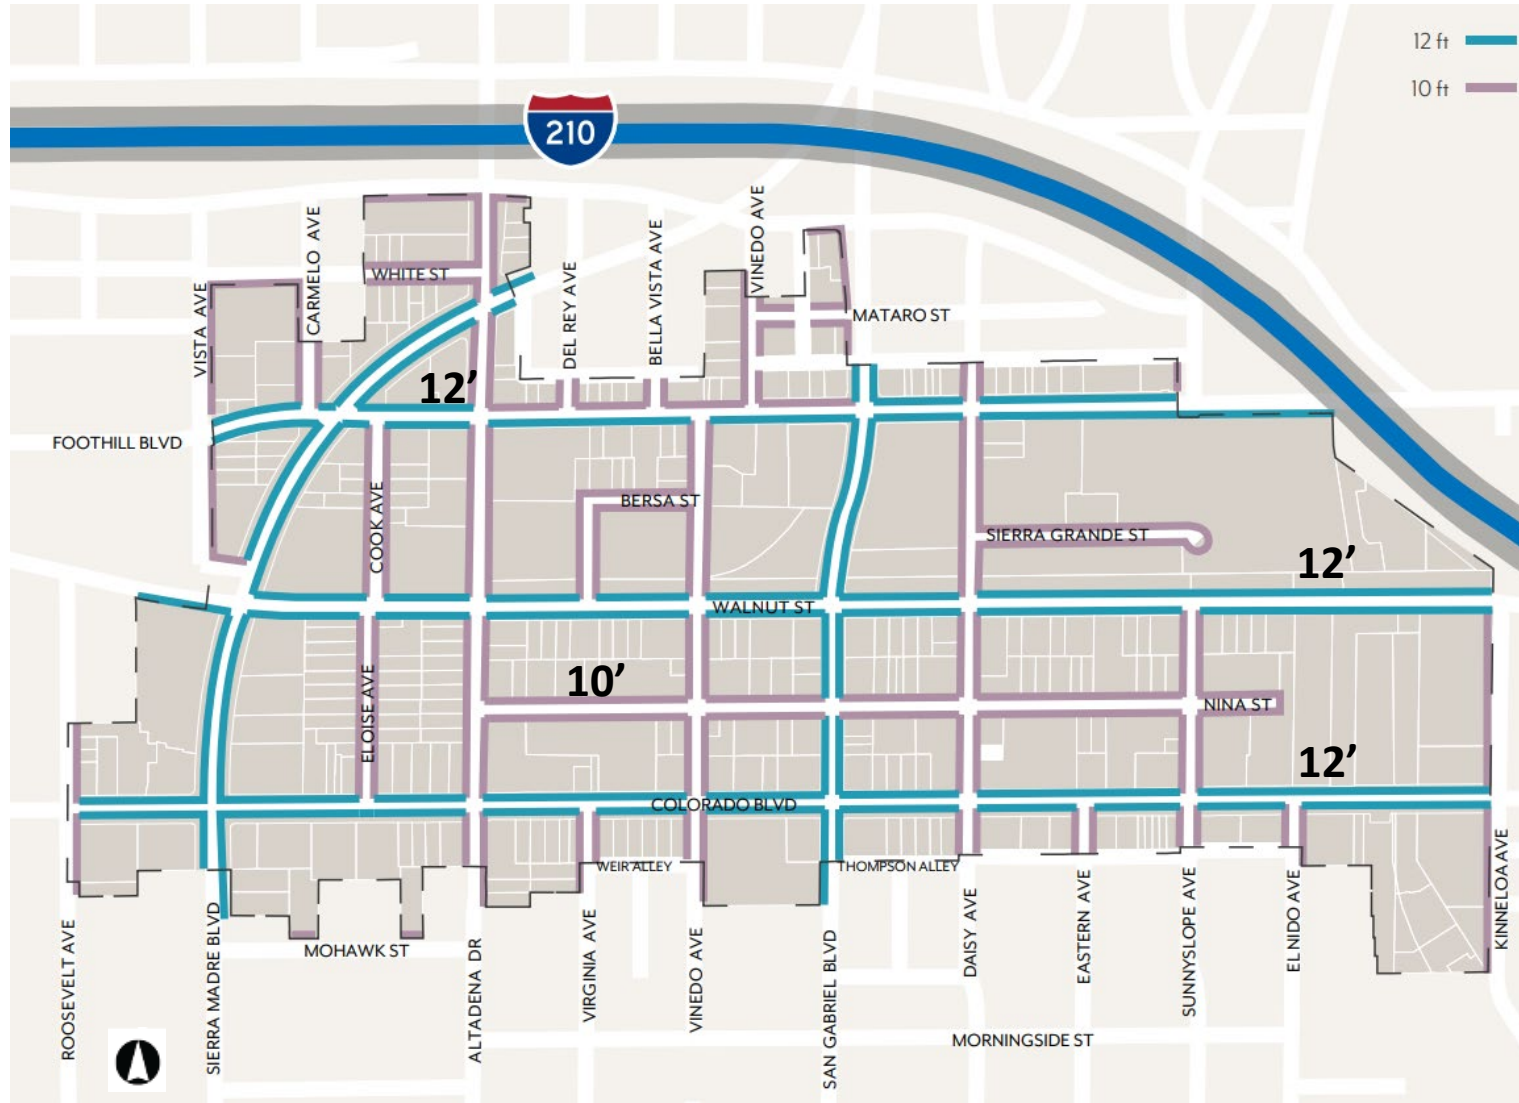 12 ft
10 ft
210
VINEDO AVE
CARMELO AVE
BELLA VISTA AVE
WHITE ST
DEL REY AVE
VISTA AVE
MATARO ST
12’
FOOTHILL BLVD
BERSA ST
COOK AVE
SIERRA GRANDE ST
12’
WALNUT ST
10’
ELOISE AVE
NINA ST
12’
COLORADO BLVD
WEIR ALLEY
THOMPSON ALLEY
KINNELOA AVE
ROOSEVELT AVE
SIERRA MADRE BLVD
MOHAWK ST
ALTADENA DR
VIRGINIA AVE
VINEDO AVE
SAN GABRIEL BLVD
DAISY AVE
EASTERN AVE
SUNNYSLOPE AVE
EL NIDO AVE
MORNINGSIDE ST